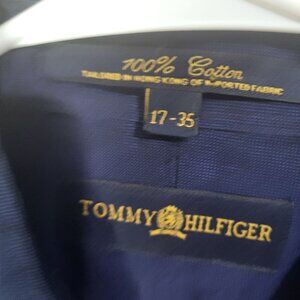 100% Cotton
TAILORED IN HONG KONG OF IMPORTED FABRIC
17-35
TOMMY HILFIGER